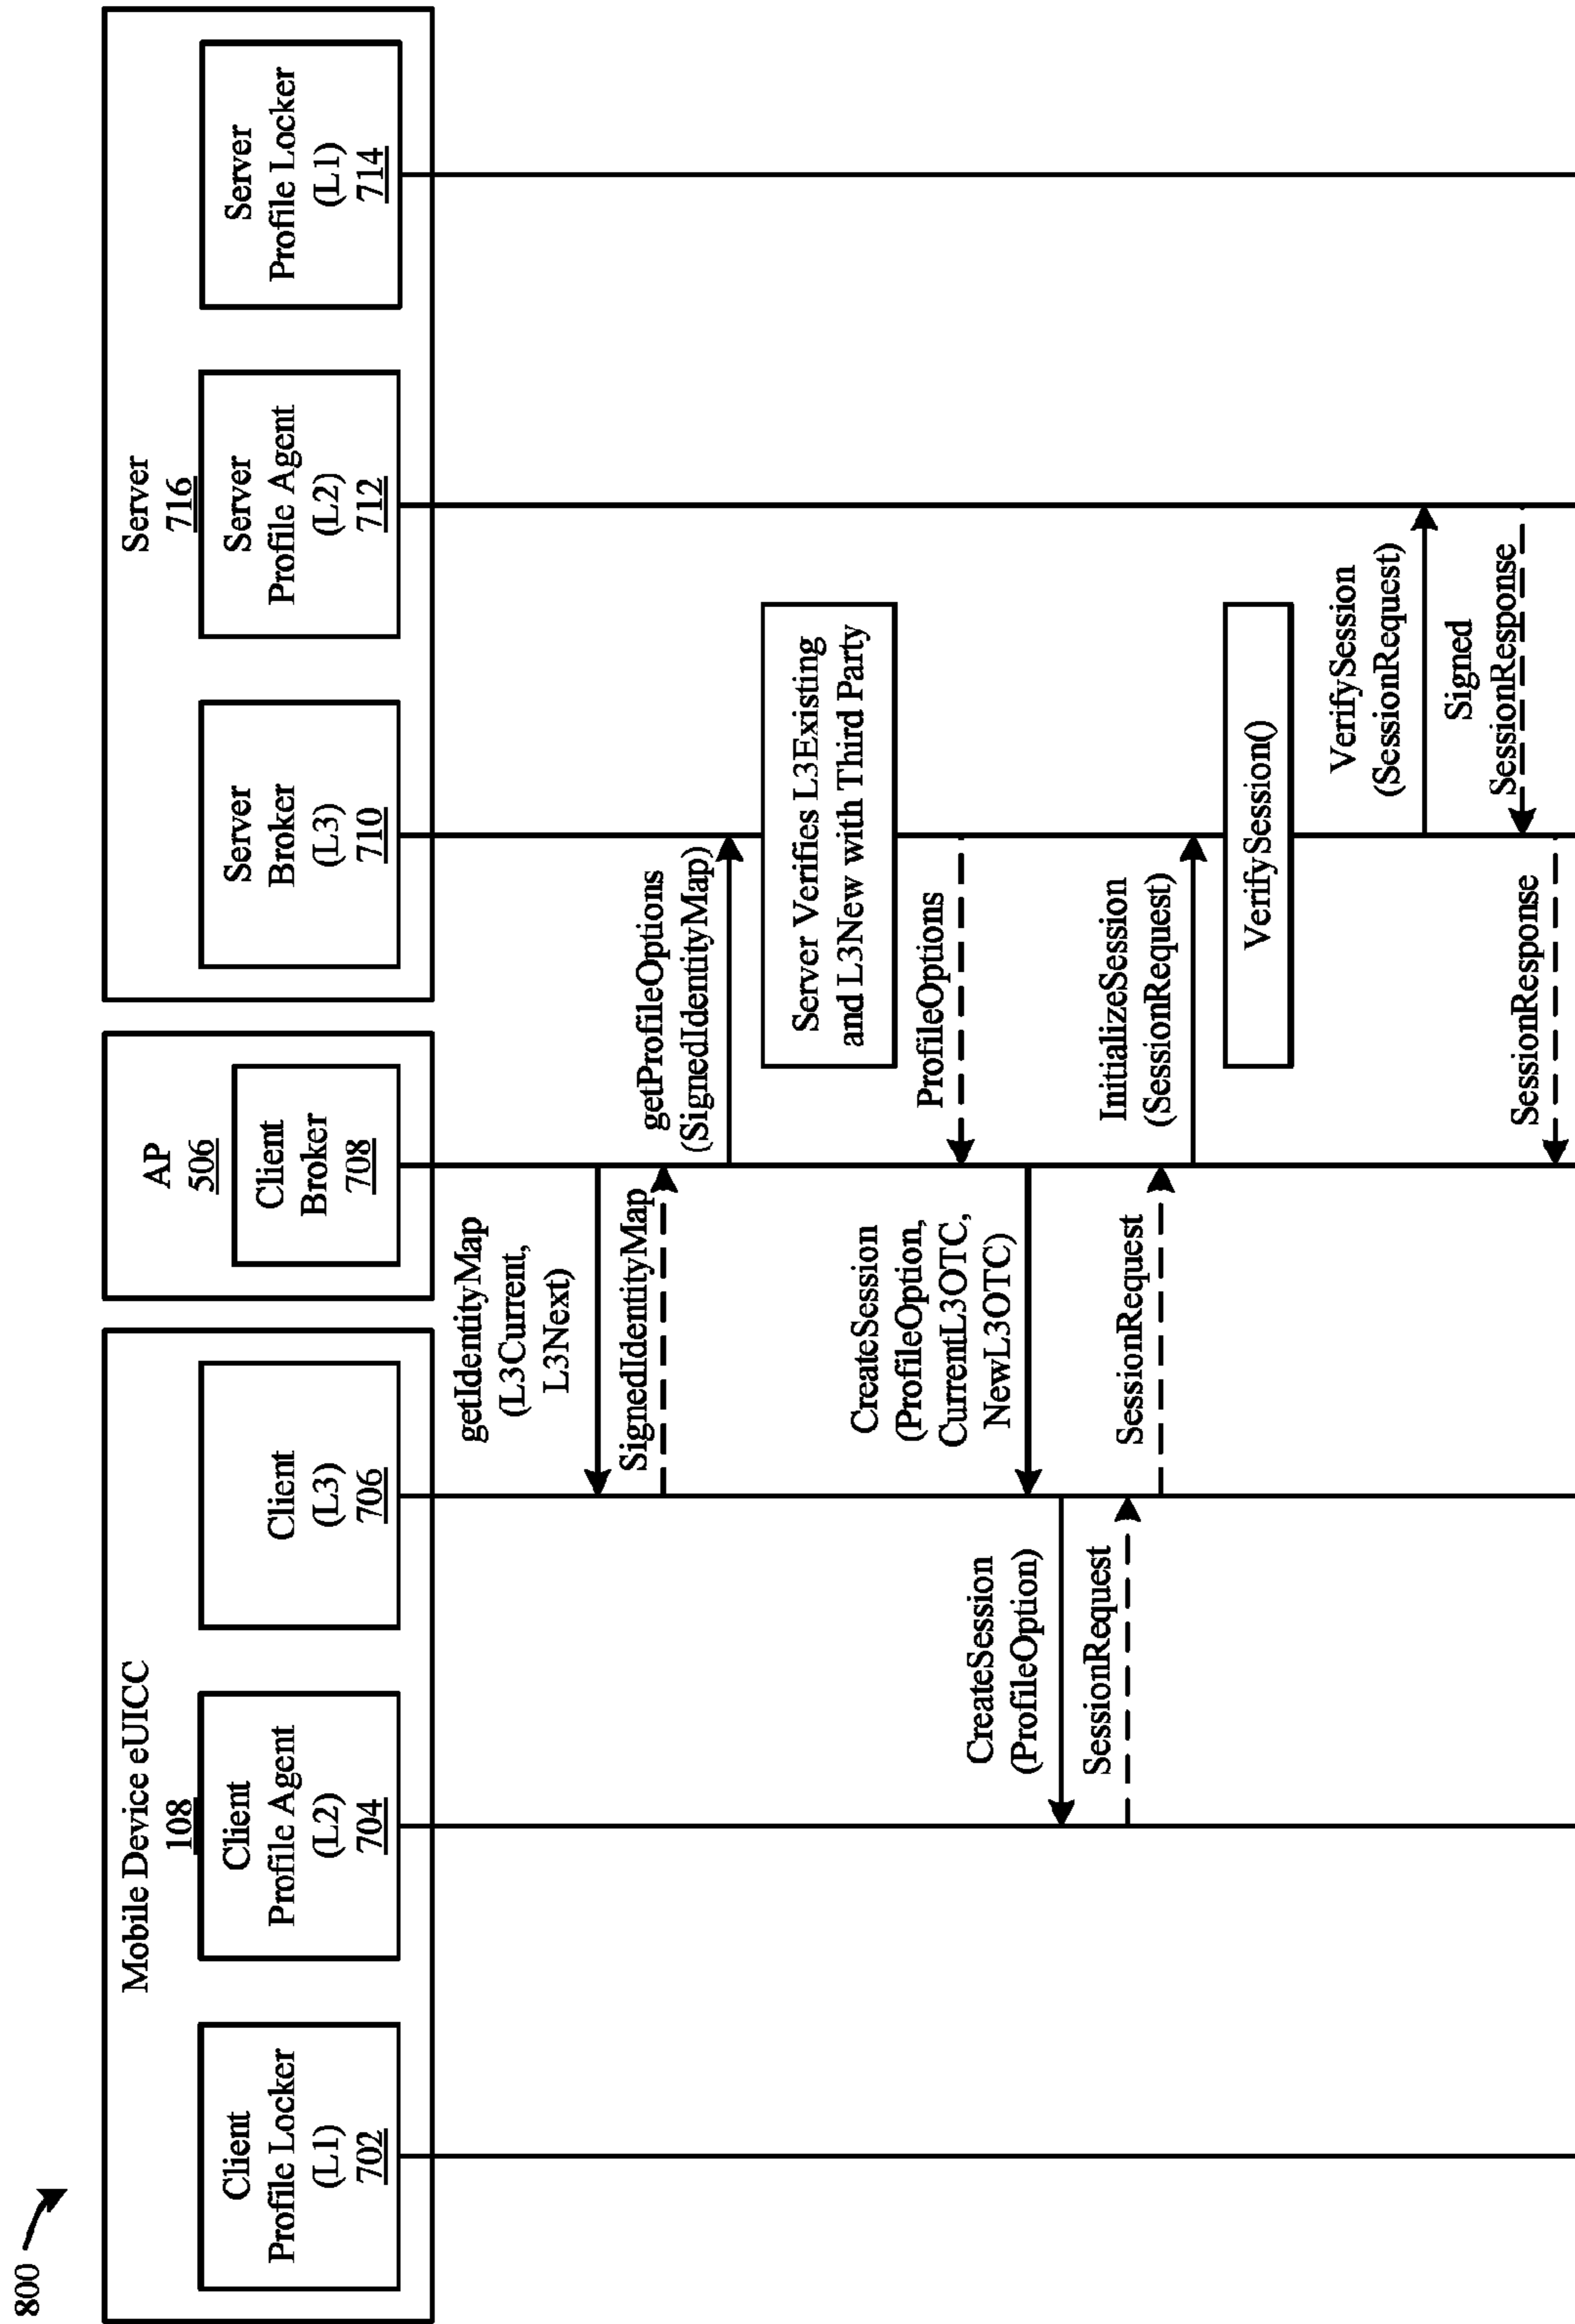 800
Mobile Device eUICC
108
Client
Profile Locker
(L1)
702
Client
Profile Agent
(L2)
704
Client
(L3)
706
AP
506
Client
Broker
708
Server
716
Server
Broker
(L3)
710
Server
Profile Agent
(L2)
712
Server
Profile Locker
(L1)
714
getIdentityMap
(L3Current,
L3Next)
SignedIdentityMap
getProfileOptions
(SignedIdentityMap)
Server Verifies L3Existing
and L3New with Third Party
ProfileOptions
CreateSession
(ProfileOption,
CurrentL3OTC,
NewL3OTC)
CreateSession
(ProfileOption)
SessionRequest
SessionRequest
InitializeSession
(SessionRequest)
VerifySession()
VerifySession
(SessionRequest)
Signed
SessionResponse
SessionResponse